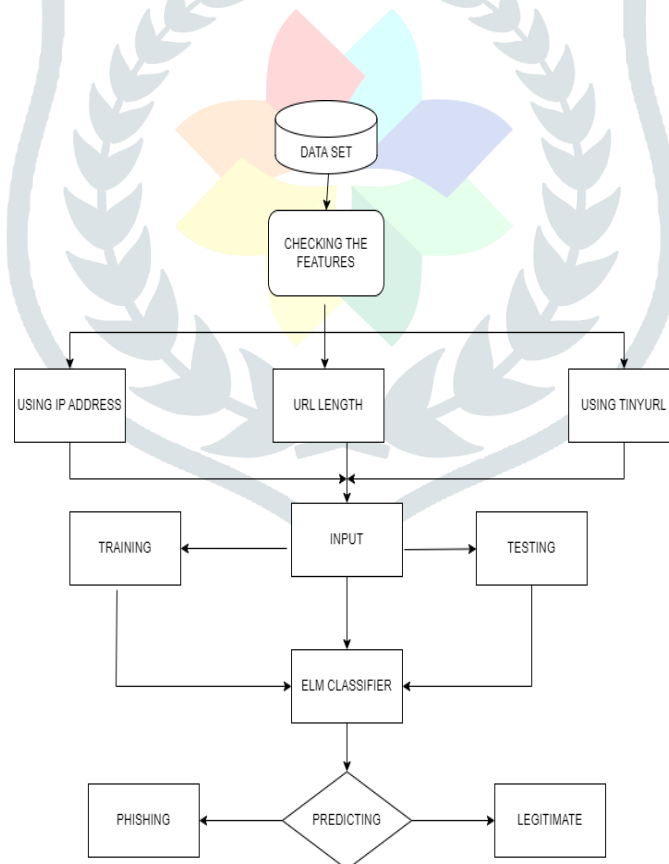 DATA SET
CHECKING THE
FEATURES
USING IP ADDRESS
URL LENGTH
USING TINYURL
TRAINING
INPUT
TESTING
ELM CLASSIFIER
PHISHING
PREDICTING
LEGITIMATE